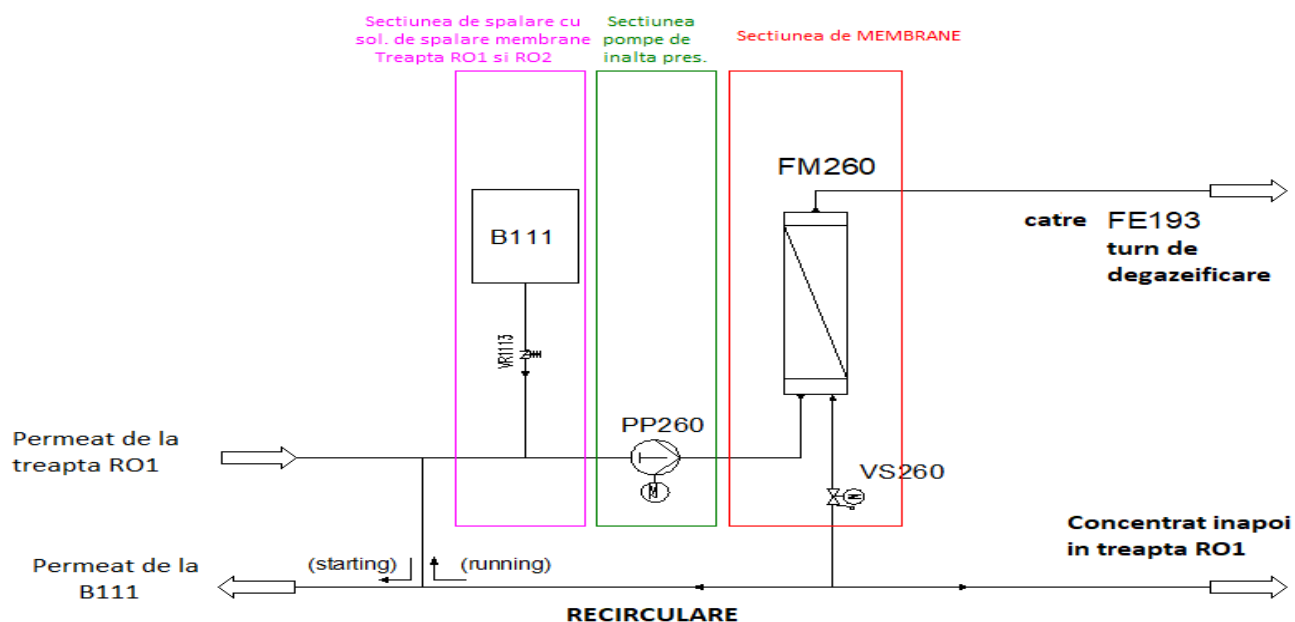 Sectiunea de spalare cu
sol. de spalare membrane
Treapta RO1 si RO2
Sectiunea
pompe de
inalta pres.
Sectiunea de MEMBRANE
FM260
B111
catre FE193
turn de
degazeificare
VR1113
PP260
M
Permeat de la
treapta RO1
VS260
Concentrat inapoi
in treapta RO1
(starting) (running)
Permeat de la
B111
RECIRCULARE